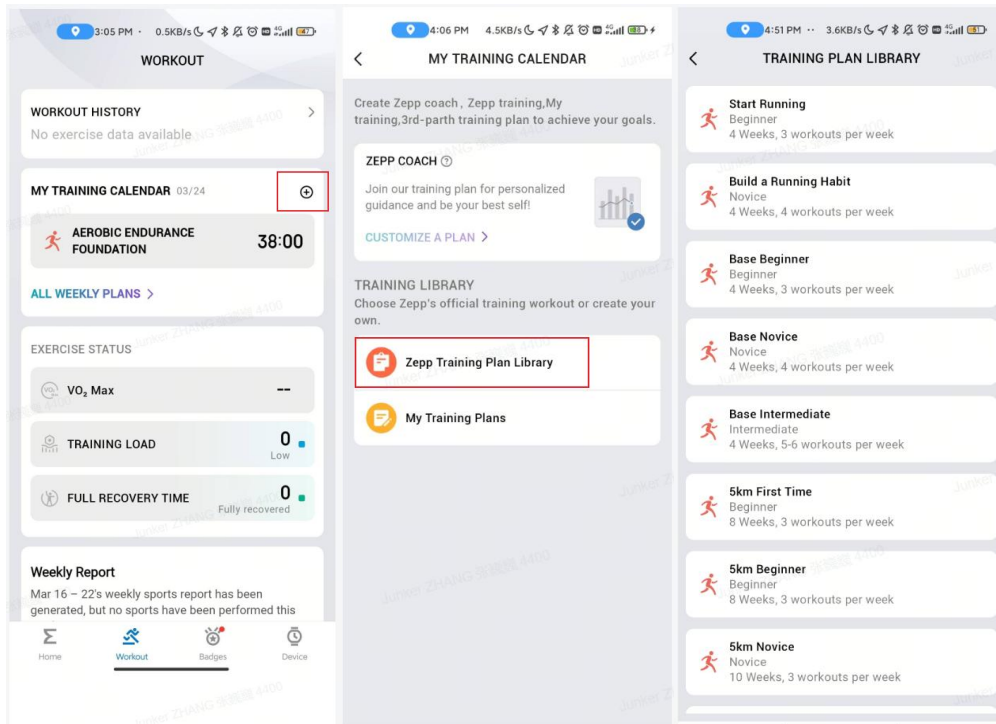 3:05 PM · 0.5KB/s 4G 47
WORKOUT
WORKOUT HISTORY
No exercise data available
MY TRAINING CALENDAR 03/24
AEROBIC ENDURANCE
FOUNDATION
38:00
ALL WEEKLY PLANS >
EXERCISE STATUS
VO₂ Max
--
TRAINING LOAD
0
Low
FULL RECOVERY TIME
0
Fully recovered
Weekly Report
Mar 16 – 22's weekly sports report has been
generated, but no sports have been performed this
Home
Workout
Badges
Device
4:06 PM 4.5KB/s 4G
MY TRAINING CALENDAR
Create Zepp coach, Zepp training,My
training,3rd-parth training plan to achieve your goals.
ZEPP COACH
Join our training plan for personalized
guidance and be your best self!
CUSTOMIZE A PLAN >
TRAINING LIBRARY
Choose Zepp's official training workout or create your
own.
Zepp Training Plan Library
My Training Plans
4:51 PM ·· 3.6KB/s 4G
TRAINING PLAN LIBRARY
Start Running
Beginner
4 Weeks, 3 workouts per week
Build a Running Habit
Novice
4 Weeks, 4 workouts per week
Base Beginner
Beginner
4 Weeks, 3 workouts per week
Base Novice
Novice
4 Weeks, 4 workouts per week
Base Intermediate
Intermediate
4 Weeks, 5-6 workouts per week
5km First Time
Beginner
8 Weeks, 3 workouts per week
5km Beginner
Beginner
8 Weeks, 3 workouts per week
5km Novice
Novice
10 Weeks, 3 workouts per week